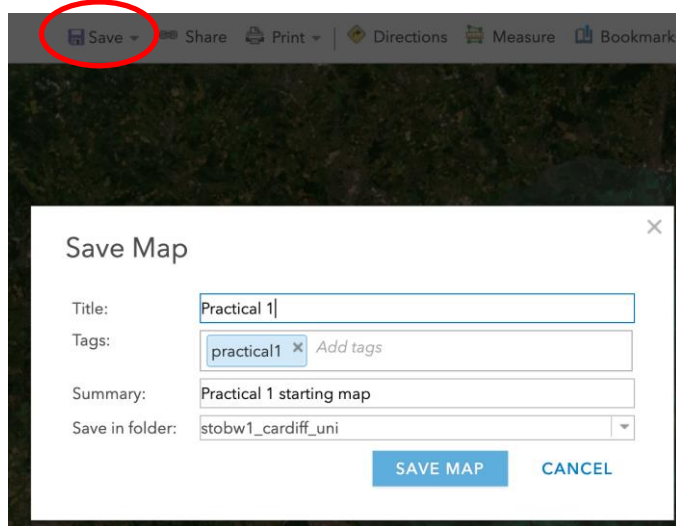 Save Share Print Directions Measure Bookmark
Save Map
Title: Practical 1
Tags: practical1 × Add tags
Summary: Practical 1 starting map
Save in folder: stobw1_cardiff_uni
SAVE MAP CANCEL